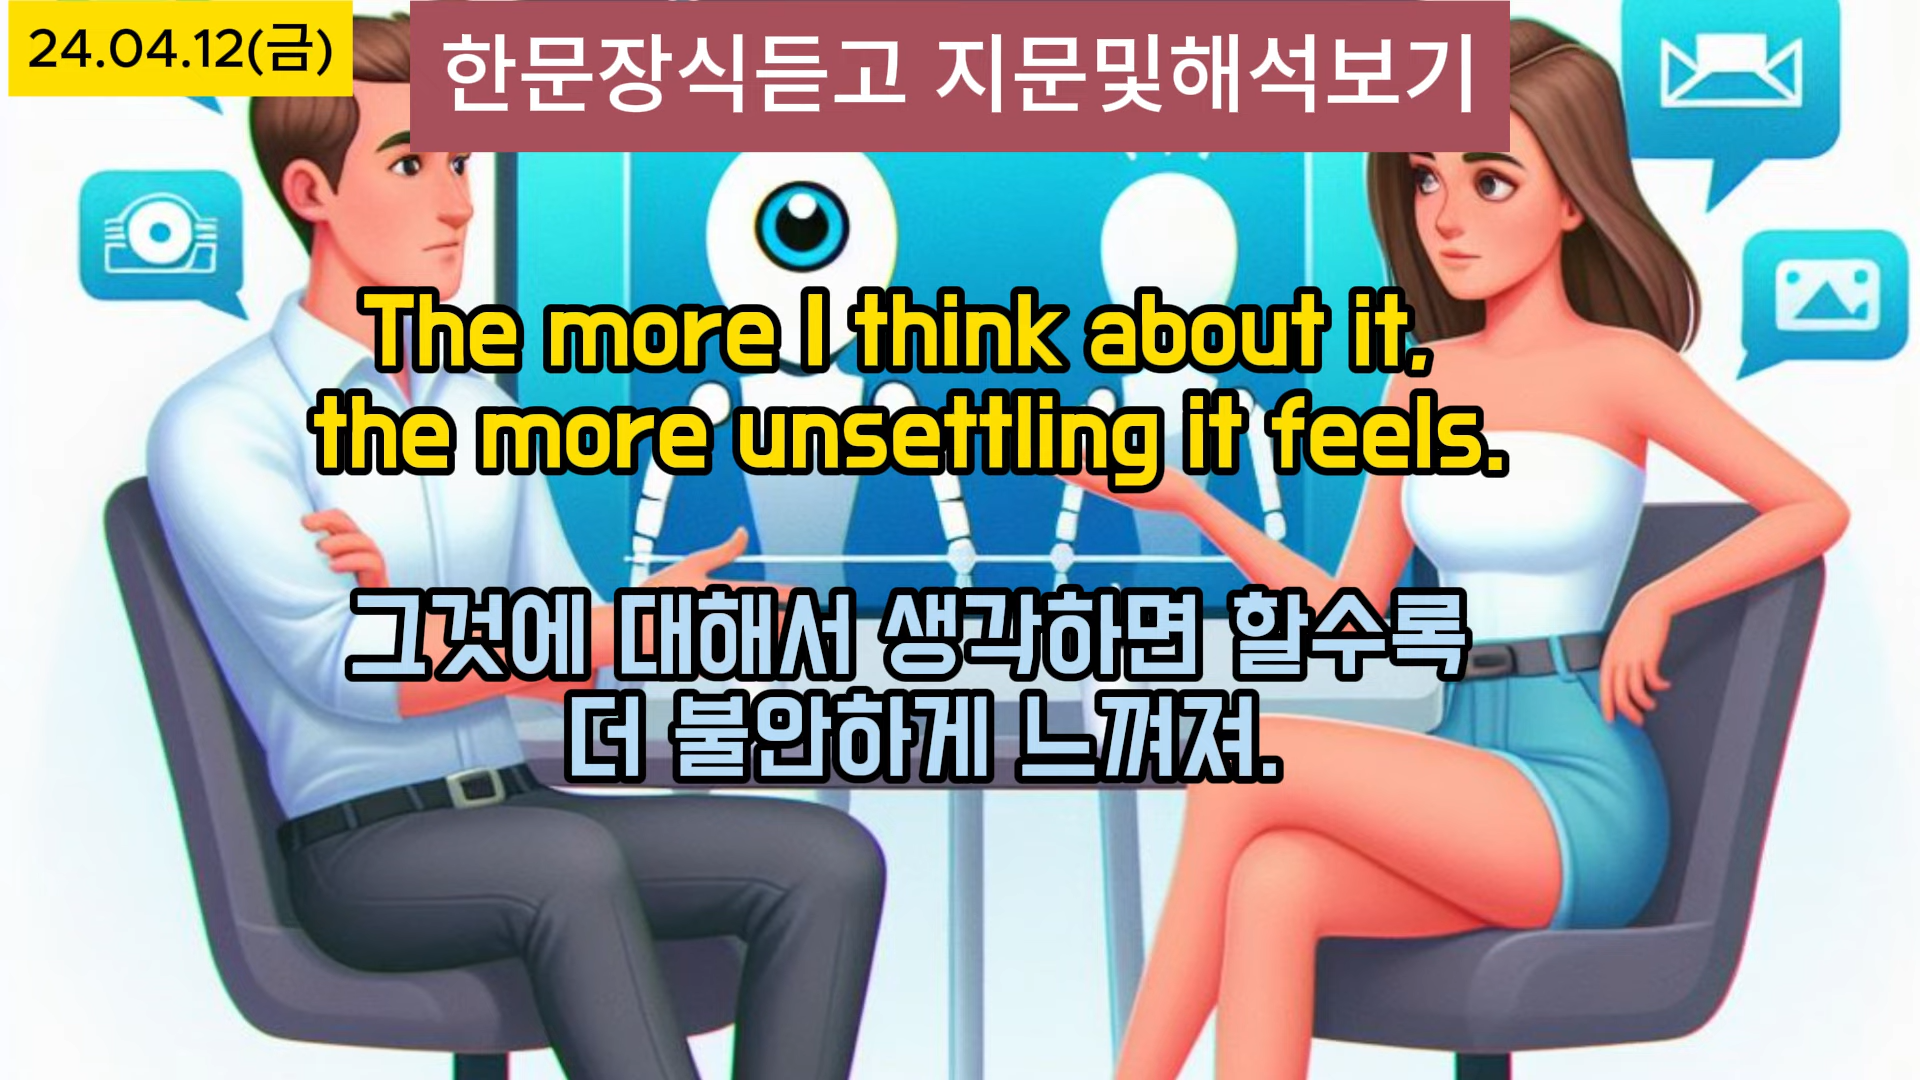 24.04.12(금)
한문장식듣고 지문및해석보기
The more I think about it,
the more unsettling it feels.
그것에 대해서 생각하면 할수록
더 불안하게 느껴져.